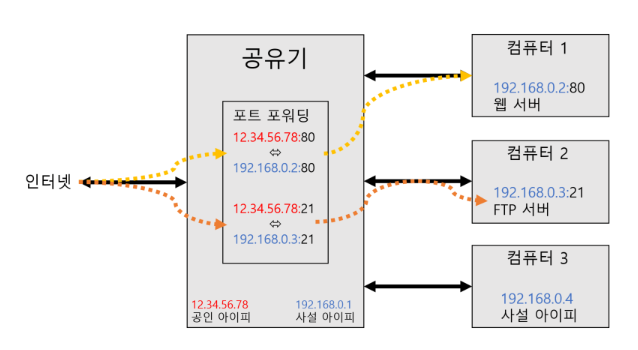 인터넷
공유기
포트 포워딩
12.34.56.78:80
⇔
192.168.0.2:80
12.34.56.78:21
⇔
192.168.0.3:21
12.34.56.78
공인 아이피
192.168.0.1
사설 아이피
컴퓨터 1
192.168.0.2:80
웹 서버
컴퓨터 2
192.168.0.3:21
FTP 서버
컴퓨터 3
192.168.0.4
사설 아이피